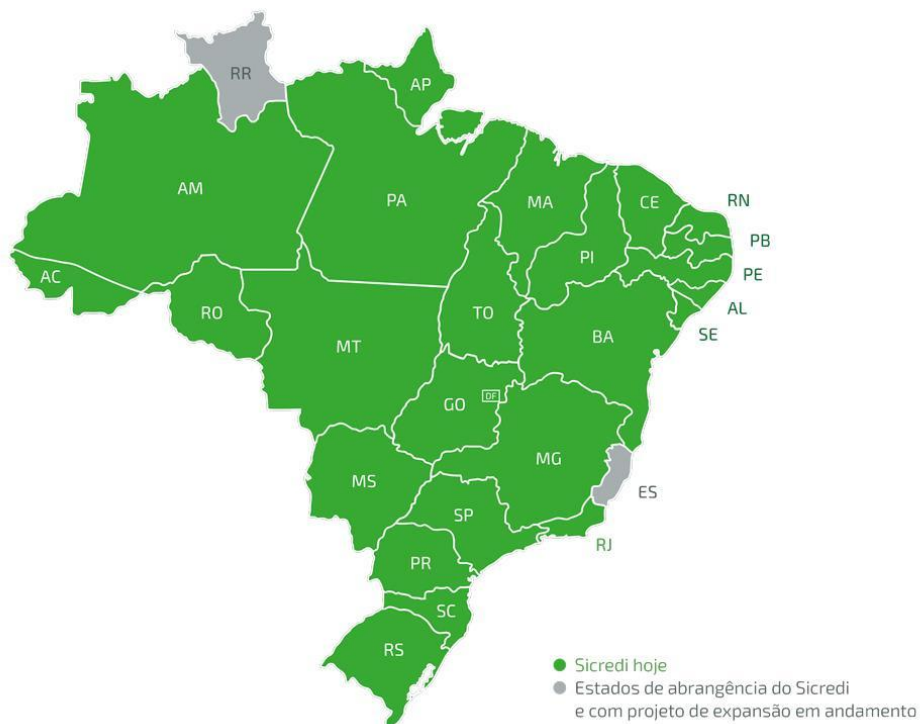 RR
AP
AM
PA
MA
CE
RN
PB
PI
PE
AC
RO
TO
AL
SE
MT
BA
GO
DF
MG
MS
ES
SP
RJ
PR
SC
RS
Sicredi hoje
Estados de abrangência do Sicredi
e com projeto de expansão em andamento